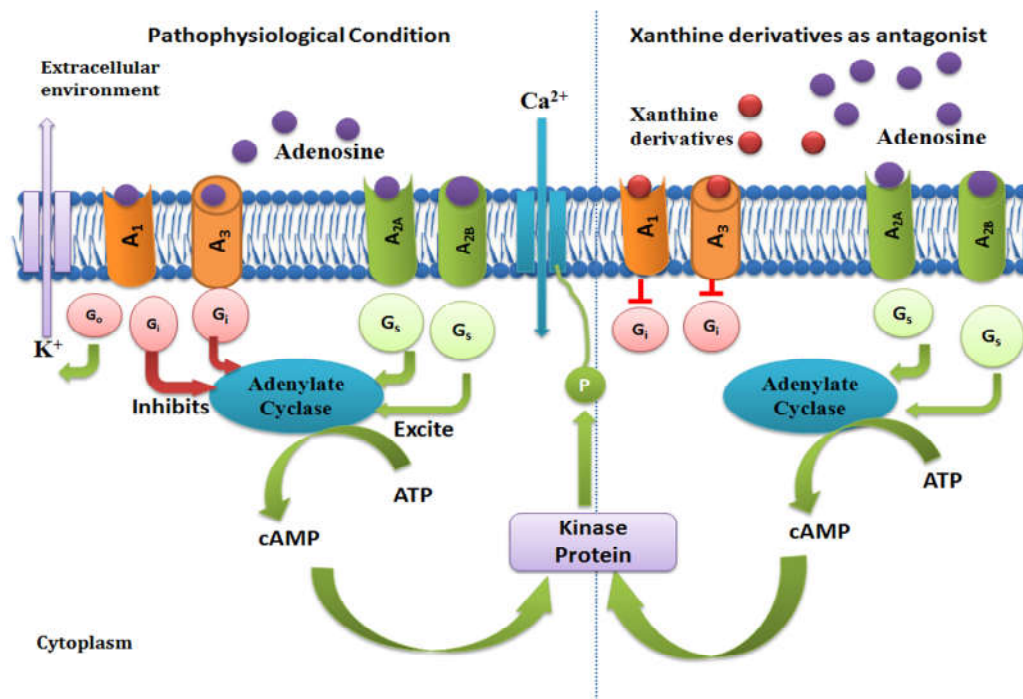 Pathophysiological Condition
Xanthine derivatives as antagonist
Extracellular
environment
Ca²⁺
Xanthine
derivatives
Adenosine
Adenosine
A₁
A₃
A₂A
A₂B
A₁
A₃
A₂A
A₂B
Gₒ
Gᵢ
Gᵢ
Gₛ
Gₛ
Gᵢ
Gᵢ
Gₛ
Gₛ
K⁺
Inhibits
Adenylate
Cyclase
Excite
P
Adenylate
Cyclase
ATP
ATP
cAMP
cAMP
Kinase
Protein
Cytoplasm